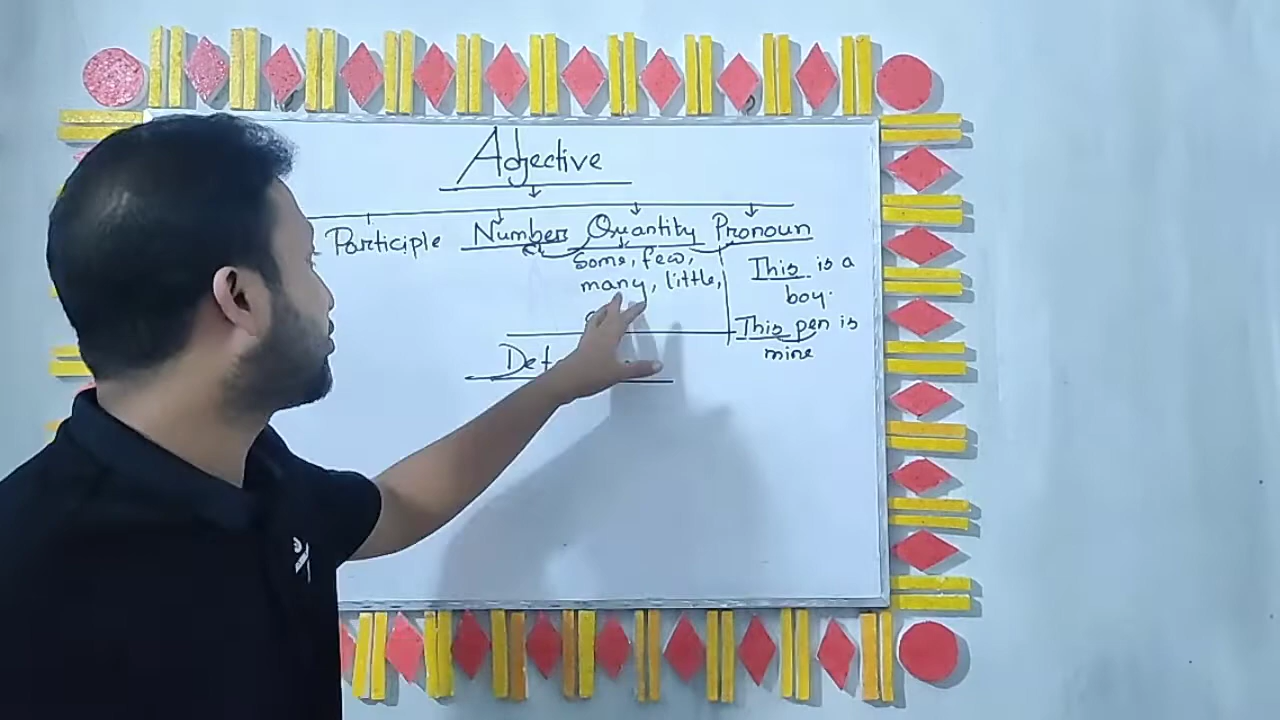 Adjective
Participle Number Quantity Pronoun
Some, few,
many, little,
This is a
boy.
This pen is
mine